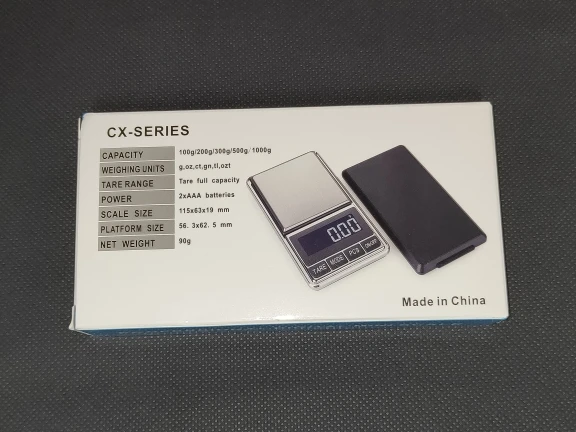 CX-SERIES
CAPACITY 100g/200g/300g/500g/1000g
WEIGHING UNITS g,oz,ct,gn,tl,ozt
TARE RANGE Tare full capacity
POWER 2xAAA batteries
SCALE SIZE 115x63x19 mm
PLATFORM SIZE 56. 3x62. 5 mm
NET WEIGHT 90g
0.00
TARE MODE PCS ON/OFF
Made in China